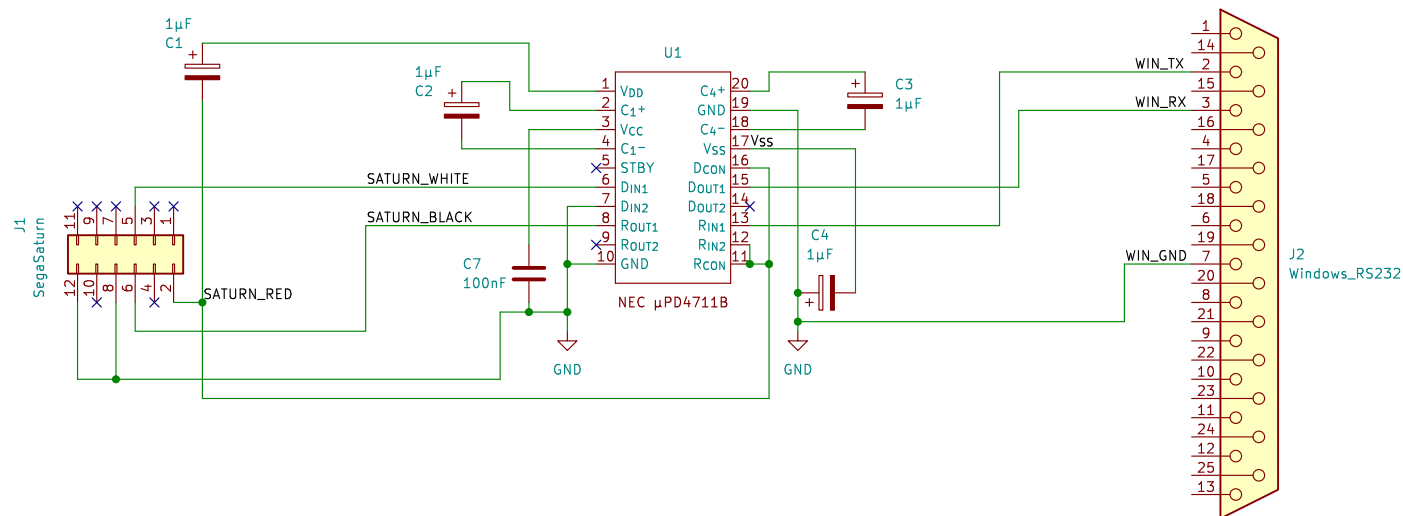 1µF
C1
1µF
C2
U1
C3
1µF
1 VDD
2 C1+
3 VCC
4 C1-
5 STBY
6 DIN1
7 DIN2
8 ROUT1
9 ROUT2
10 GND
20 C4+
19 GND
18 C4-
17 VSS
16 DCON
15 DOUT1
14 DOUT2
13 RIN1
12 RIN2
11 RCON
Vss
NEC µPD4711B
SATURN_WHITE
SATURN_BLACK
SATURN_RED
J1
SegaSaturn
11 9 7 5 3 1
12 10 8 6 4 2
C7
100nF
C4
1µF
GND
GND
WIN_TX
WIN_RX
WIN_GND
1
14
2
15
3
16
4
17
5
18
6
19
7
20
8
21
9
22
10
23
11
24
12
25
13
J2
Windows_RS232